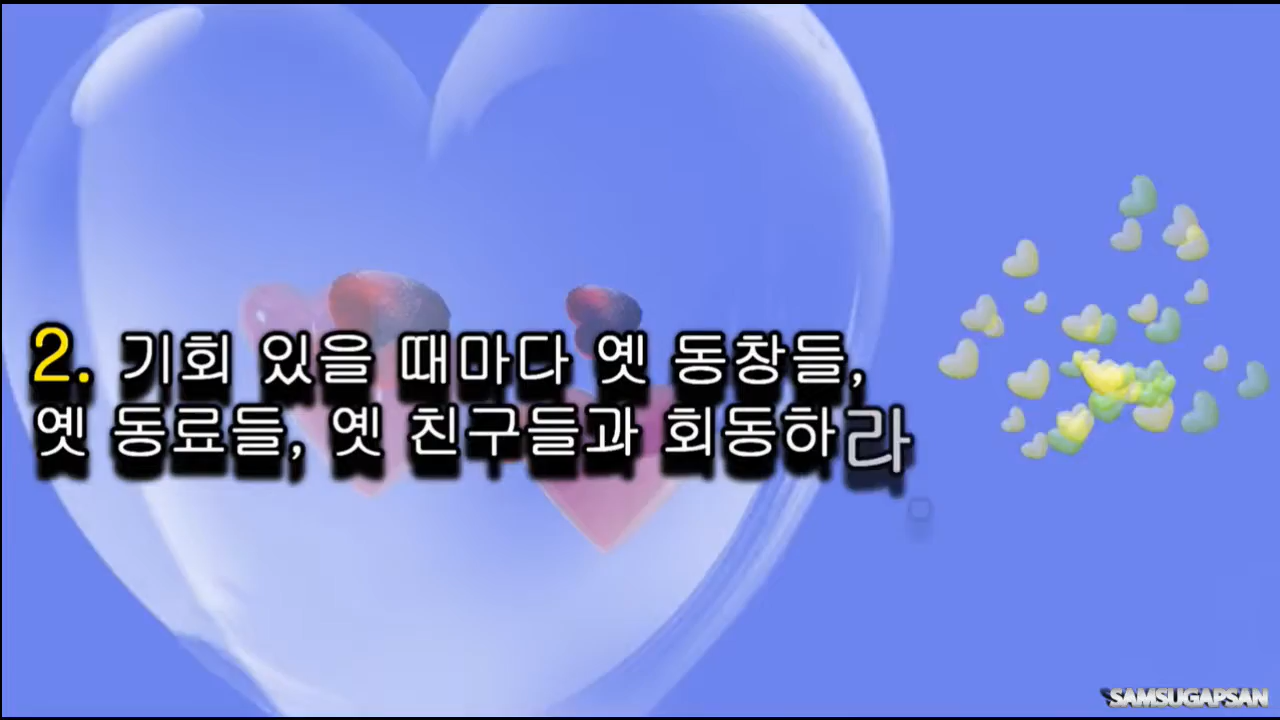 2. 기회 있을 때마다 옛 동창들,
옛 동료들, 옛 친구들과 회동하라.
SAMSUGAPSAN